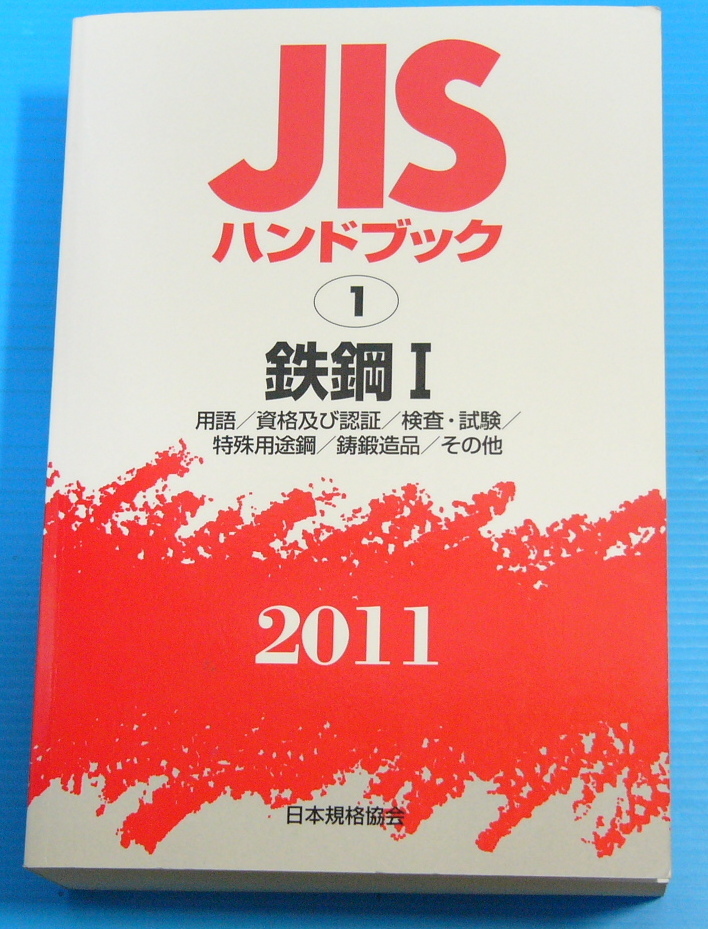 JIS
ハンドブック
1
鉄鋼Ⅰ
用語／資格及び認証／検査・試験／
特殊用途鋼／鋳鍛造品／その他
2011
日本規格協会